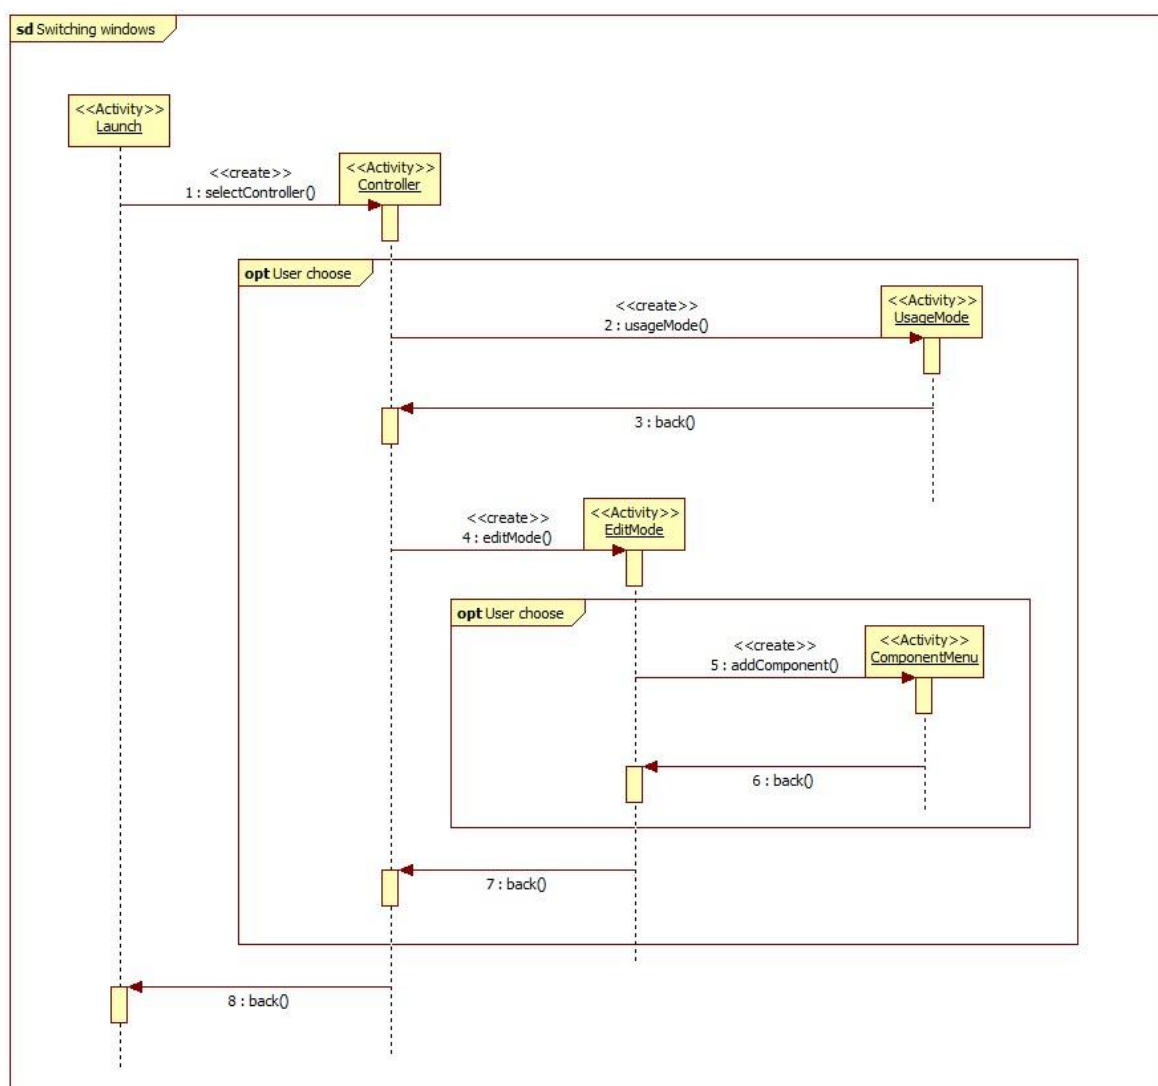 sd Switching windows
<<Activity>>
Launch
<<create>>
1 : selectController()
<<Activity>>
Controller
opt User choose
<<create>>
2 : usageMode()
<<Activity>>
UsageMode
3 : back()
<<create>>
4 : editMode()
<<Activity>>
EditMode
opt User choose
<<create>>
5 : addComponent()
<<Activity>>
ComponentMenu
6 : back()
7 : back()
8 : back()